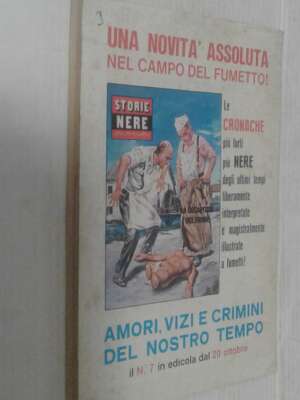 UNA NOVITA' ASSOLUTA
NEL CAMPO DEL FUMETTO!
STORIE
NERE
Le
CRONACHE
più forti
più NERE
degli ultimi tempi
liberamente
interpretate
e magistralmente
illustrate
a fumetti!
AMORI, VIZI E CRIMINI
DEL NOSTRO TEMPO
il N. 7 in edicola dal 20 ottobre